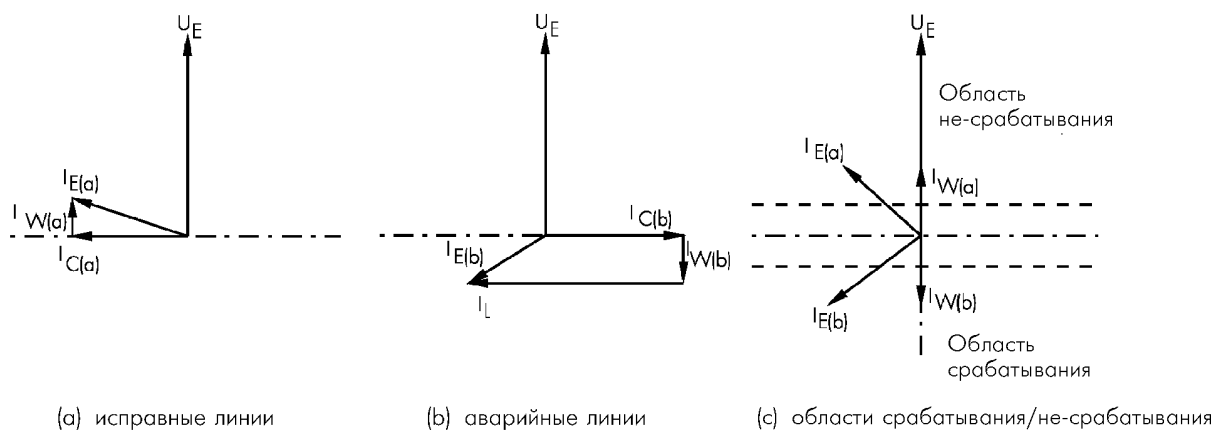 U_E
I_E(a)
I_W(a)
I_C(a)
(a) исправные линии
U_E
I_C(b)
I_E(b)
I_W(b)
I_L
(b) аварийные линии
U_E
Область
не-срабатывания
I_E(a)
I_W(a)
I_W(b)
I_E(b)
Область
срабатывания
(c) области срабатывания/не-срабатывания